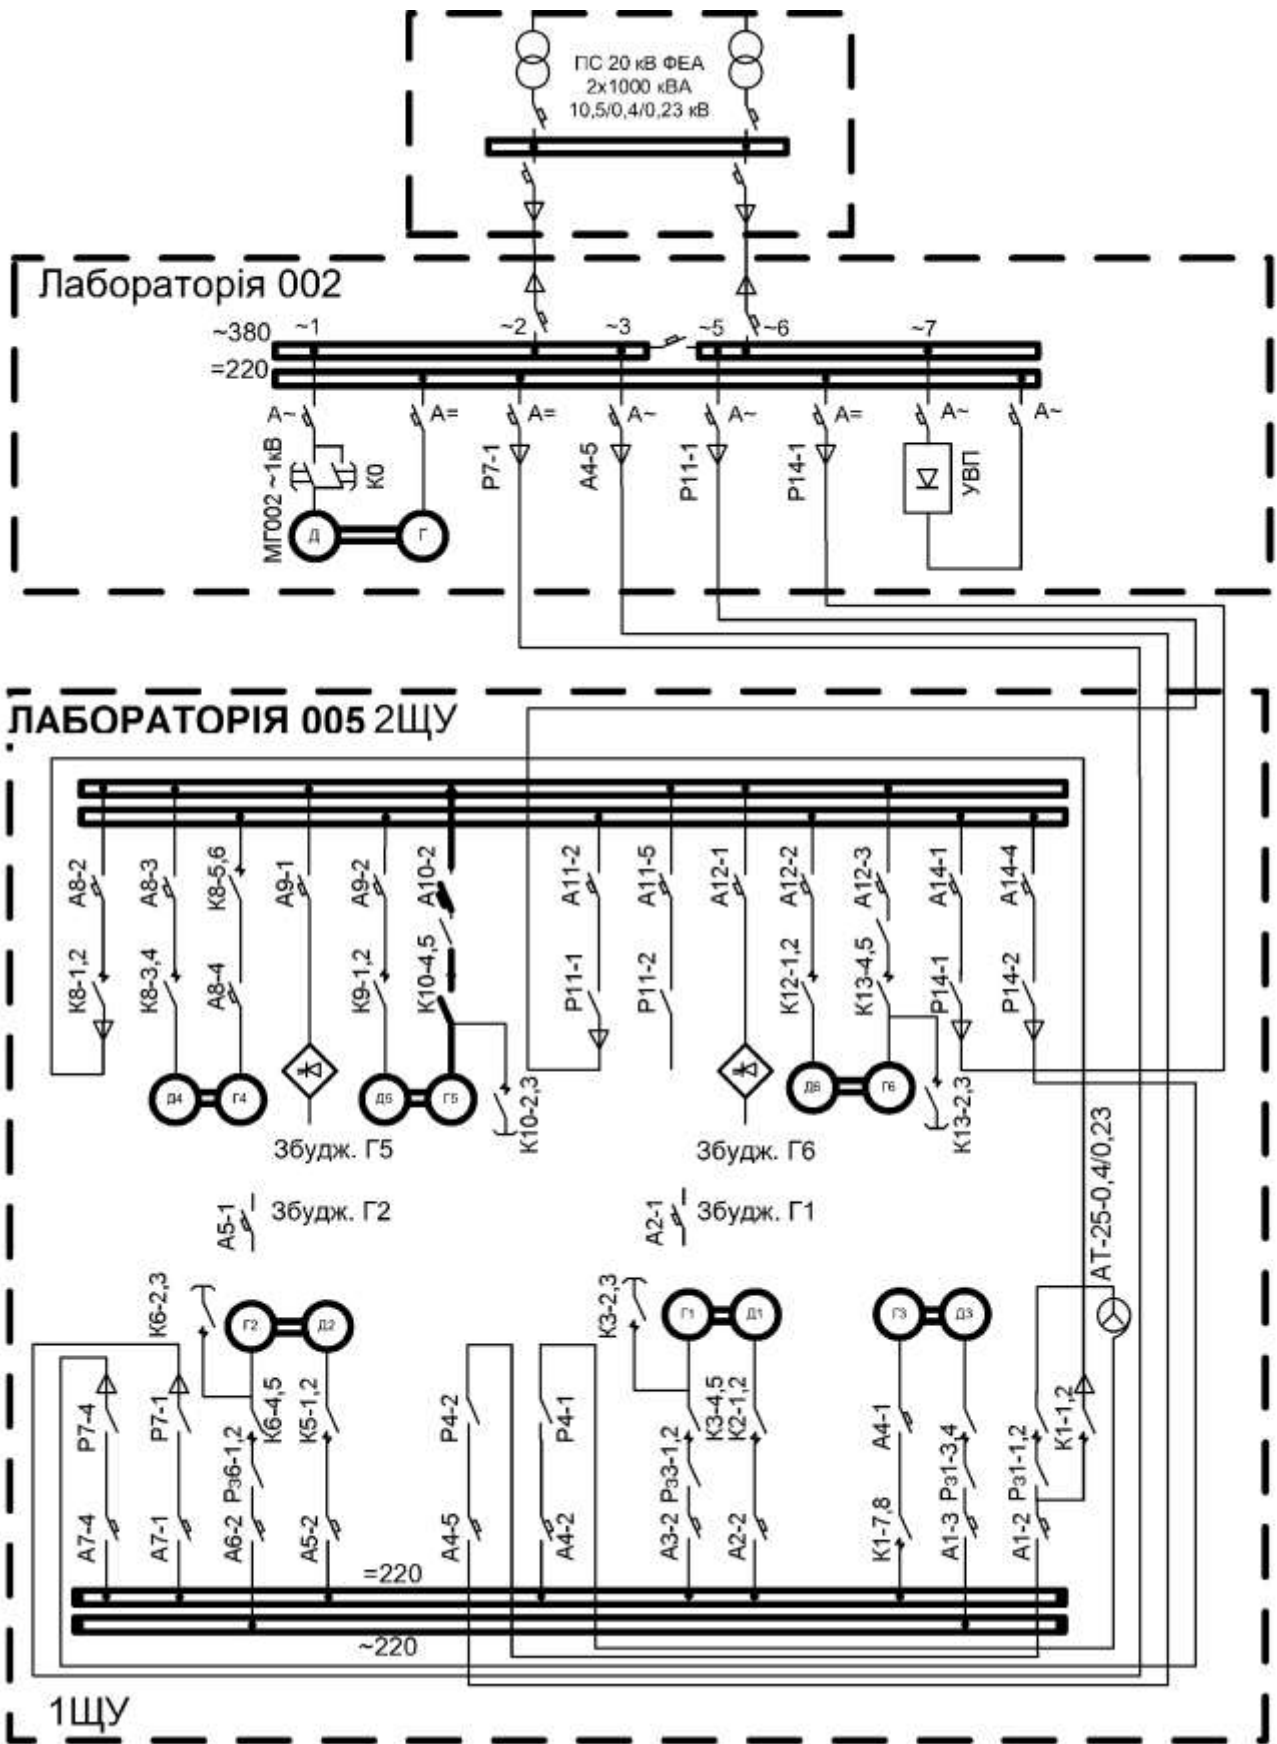 ПС 20 кВ ФЕА
2х1000 кВА
10,5/0,4/0,23 кВ
Лабораторія 002
~380
~1
~2
~3
~5
~6
~7
=220
А~
А=
А=
А~
А~
А=
А~
А~
МГ002 ~1кВ
К0
Р7-1
А4-5
Р11-1
Р14-1
УВП
Д
Г
ЛАБОРАТОРІЯ 005 2ЩУ
А8-2
А8-3
К8-5,6
А9-1
А9-2
А10-2
А11-2
А11-5
А12-1
А12-2
А12-3
А14-1
А14-4
К8-1,2
К8-3,4
А8-4
К9-1,2
К10-4,5
Р11-1
Р11-2
К12-1,2
К13-4,5
Р14-1
Р14-2
Д4
Г4
Д5
Г5
К10-2,3
Д6
Г6
К13-2,3
Збудж. Г5
Збудж. Г6
А5-1
Збудж. Г2
А2-1
Збудж. Г1
АТ-25-0,4/0,23
К6-2,3
Г2
Д2
К3-2,3
Г1
Д1
Г3
Д3
Р7-4
Р7-1
К6-4,5
К5-1,2
Р4-2
Р4-1
К3-4,5
К2-1,2
А4-1
К1-1,2
Рз6-1,2
Рз3-1,2
Рз1-3,4
Рз1-1,2
А7-4
А7-1
А6-2
А5-2
А4-5
А4-2
А3-2
А2-2
К1-7,8
А1-3
А1-2
=220
~220
1ЩУ